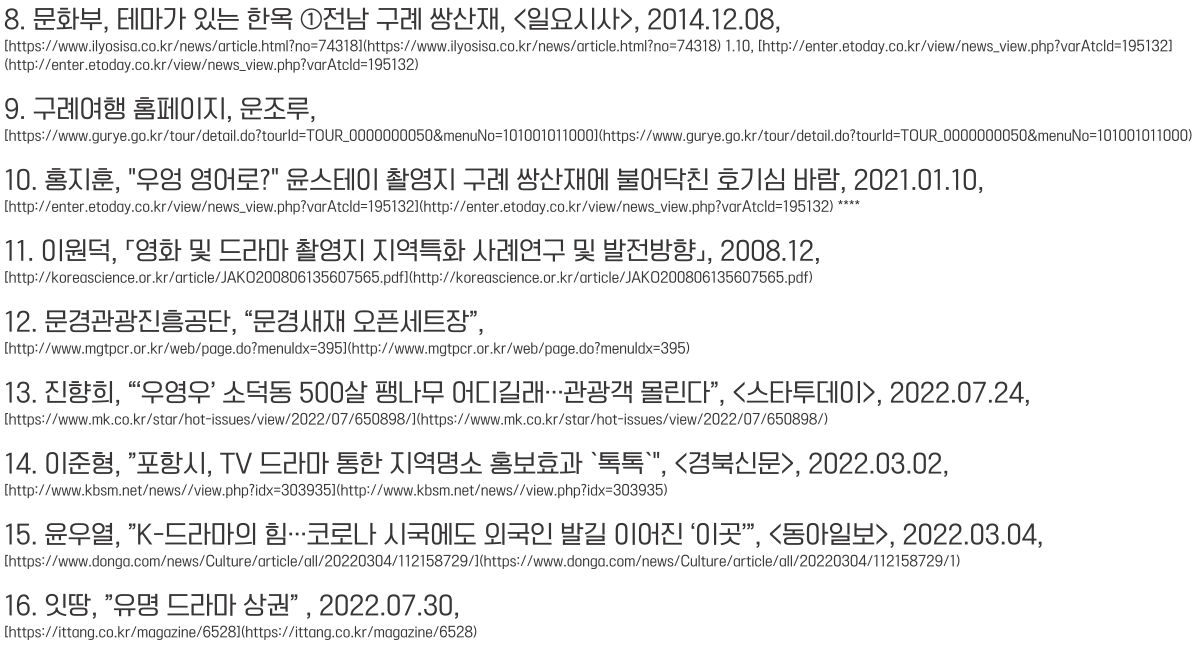 8. 문화부, 테마가 있는 한옥 ①전남 구례 쌍산재, <일요시사>, 2014.12.08,
[https://www.ilyosisa.co.kr/news/article.html?no=74318](https://www.ilyosisa.co.kr/news/article.html?no=74318) 1.10, [http://enter.etoday.co.kr/view/news_view.php?varAtcId=195132]
(http://enter.etoday.co.kr/view/news_view.php?varAtcId=195132)
9. 구례여행 홈페이지, 운조루,
[https://www.gurye.go.kr/tour/detail.do?tourId=TOUR_0000000050&menuNo=101001011000](https://www.gurye.go.kr/tour/detail.do?tourId=TOUR_0000000050&menuNo=101001011000)
10. 홍지훈, "우엉 영어로?" 윤스테이 촬영지 구례 쌍산재에 불어닥친 호기심 바람, 2021.01.10,
[http://enter.etoday.co.kr/view/news_view.php?varAtcId=195132](http://enter.etoday.co.kr/view/news_view.php?varAtcId=195132) ****
11. 이원덕, ｢영화 및 드라마 촬영지 지역특화 사례연구 및 발전방향｣, 2008.12,
[http://koreascience.or.kr/article/JAKO200806135607565.pdf](http://koreascience.or.kr/article/JAKO200806135607565.pdf)
12. 문경관광진흥공단, “문경새재 오픈세트장”,
[http://www.mgtpcr.or.kr/web/page.do?menuIdx=395](http://www.mgtpcr.or.kr/web/page.do?menuIdx=395)
13. 진향희, “‘우영우’ 소덕동 500살 팽나무 어디길래…관광객 몰린다”, <스타투데이>, 2022.07.24,
[https://www.mk.co.kr/star/hot-issues/view/2022/07/650898/](https://www.mk.co.kr/star/hot-issues/view/2022/07/650898/)
14. 이준형, ”포항시, TV 드라마 통한 지역명소 홍보효과 `톡톡`", <경북신문>, 2022.03.02,
[http://www.kbsm.net/news//view.php?idx=303935](http://www.kbsm.net/news//view.php?idx=303935)
15. 윤우열, ”K-드라마의 힘…코로나 시국에도 외국인 발길 이어진 ‘이곳’”, <동아일보>, 2022.03.04,
[https://www.donga.com/news/Culture/article/all/20220304/112158729/](https://www.donga.com/news/Culture/article/all/20220304/112158729/1)
16. 잇땅, ”유명 드라마 상권” , 2022.07.30,
[https://ittang.co.kr/magazine/6528](https://ittang.co.kr/magazine/6528)